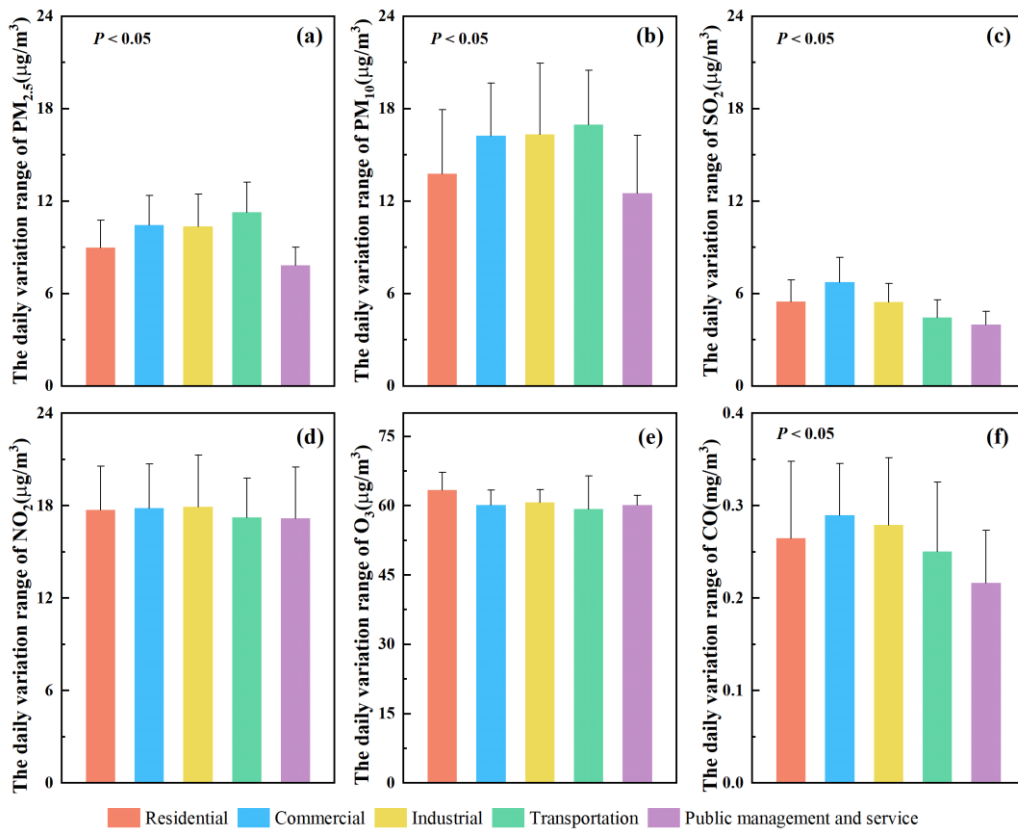 The daily variation range of PM2.5(μg/m3)
24
18
12
6
0
P < 0.05
(a)
The daily variation range of PM10(μg/m3)
24
18
12
6
0
P < 0.05
(b)
The daily variation range of SO2(μg/m3)
24
18
12
6
0
P < 0.05
(c)
The daily variation range of NO2(μg/m3)
24
18
12
6
0
(d)
The daily variation range of O3(μg/m3)
75
60
45
30
15
0
(e)
The daily variation range of CO(mg/m3)
0.4
0.3
0.2
0.1
0.0
P < 0.05
(f)
Residential Commercial Industrial Transportation Public management and service